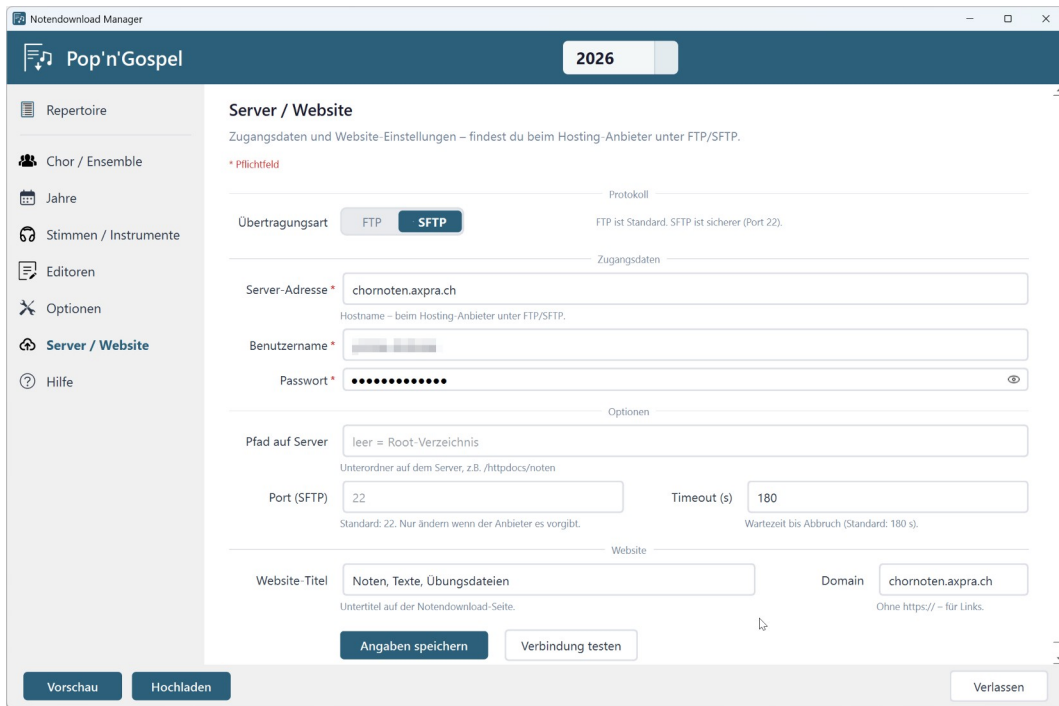 Notendownload Manager
Pop'n'Gospel
2026
Repertoire
Chor / Ensemble
Jahre
Stimmen / Instrumente
Editoren
Optionen
Server / Website
Hilfe
Server / Website
Zugangsdaten und Website-Einstellungen – findest du beim Hosting-Anbieter unter FTP/SFTP.
* Pflichtfeld
Protokoll
Übertragungsart FTP SFTP FTP ist Standard. SFTP ist sicherer (Port 22).
Zugangsdaten
Server-Adresse * chornoten.axpra.ch
Hostname – beim Hosting-Anbieter unter FTP/SFTP.
Benutzername *
Passwort * •••••••••••••
Optionen
Pfad auf Server leer = Root-Verzeichnis
Unterordner auf dem Server, z.B. /httpdocs/noten
Port (SFTP) 22 Timeout (s) 180
Standard: 22. Nur ändern wenn der Anbieter es vorgibt. Wartezeit bis Abbruch (Standard: 180 s).
Website
Website-Titel Noten, Texte, Übungsdateien Domain chornoten.axpra.ch
Untertitel auf der Notendownload-Seite. Ohne https:// – für Links.
Angaben speichern Verbindung testen
Vorschau Hochladen Verlassen